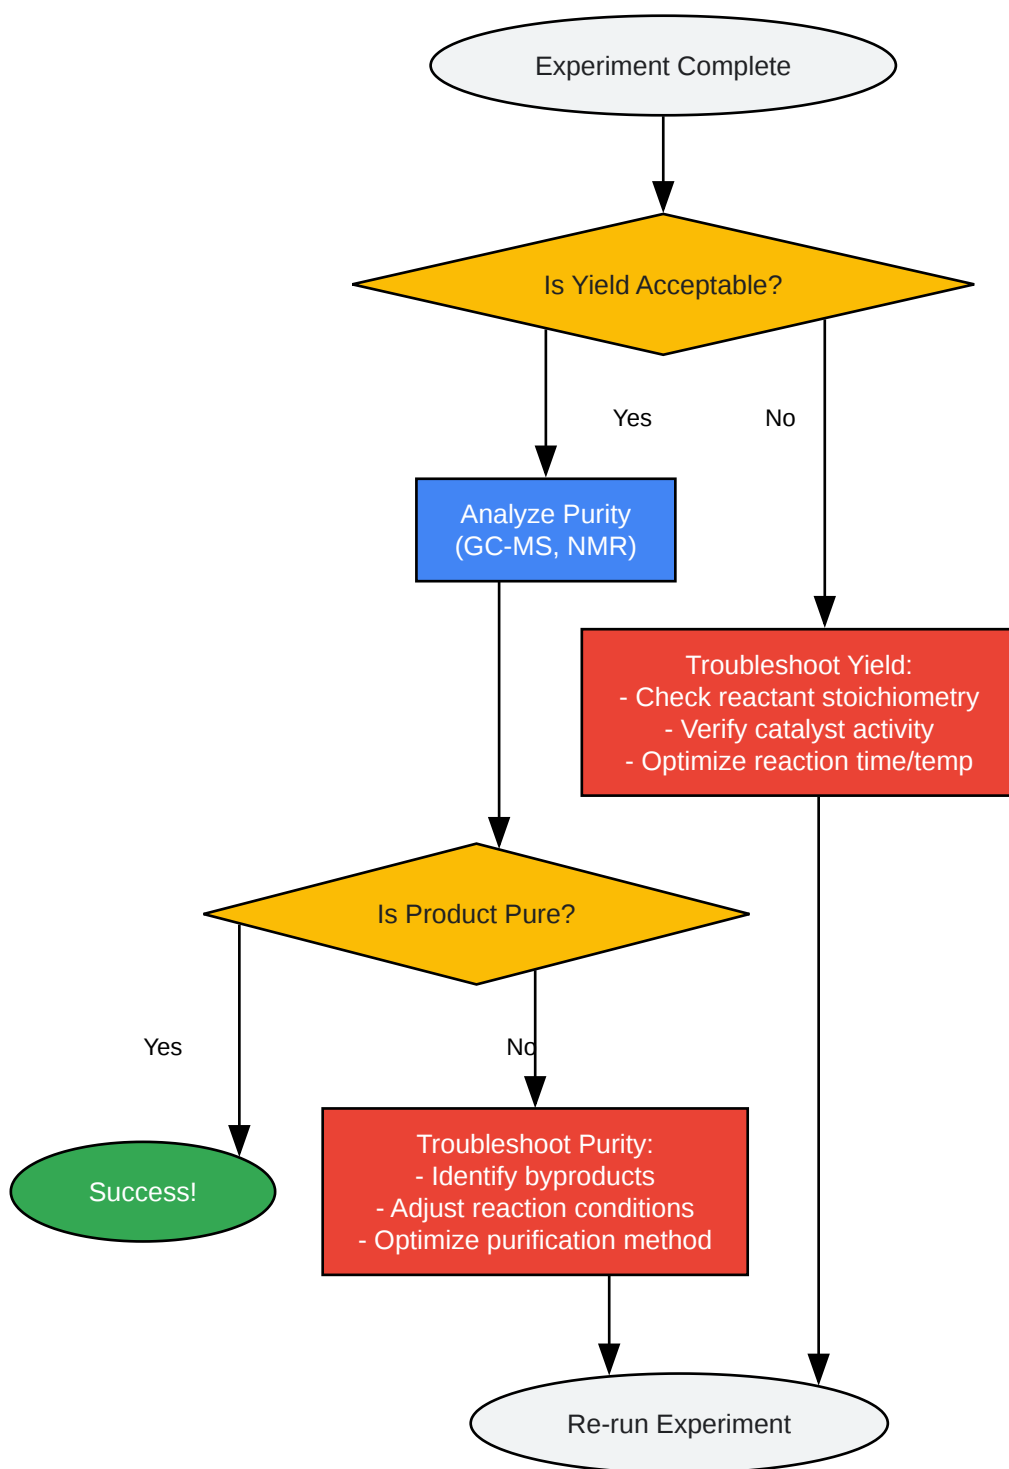 Experiment Complete
Is Yield Acceptable?
Yes
No
Analyze Purity
(GC-MS, NMR)
Troubleshoot Yield:
- Check reactant stoichiometry
- Verify catalyst activity
- Optimize reaction time/temp
Is Product Pure?
Yes
No
Troubleshoot Purity:
- Identify byproducts
- Adjust reaction conditions
- Optimize purification method
Success!
Re-run Experiment